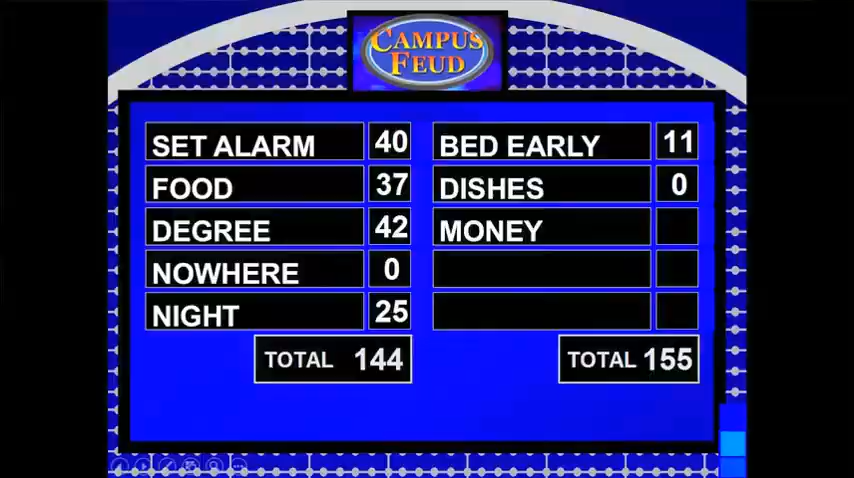 CAMPUS
FEUD
SET ALARM 40
FOOD 37
DEGREE 42
NOWHERE 0
NIGHT 25
TOTAL 144
BED EARLY 11
DISHES 0
MONEY
TOTAL 155